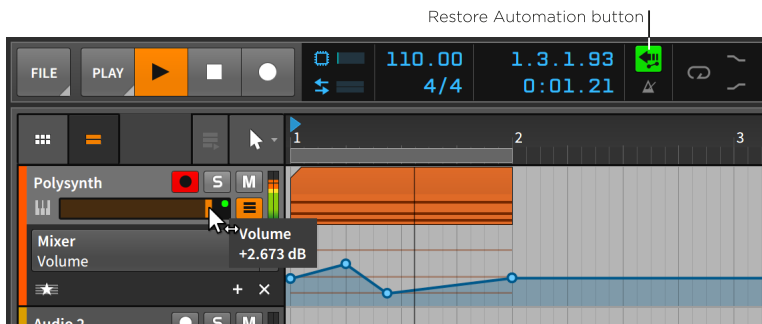 Restore Automation button
FILE
PLAY
110.00
1.3.1.93
4/4
0:01.21
1
2
3
Polysynth
S
M
Volume
+2.673 dB
Mixer
Volume
Audio 2
S
M